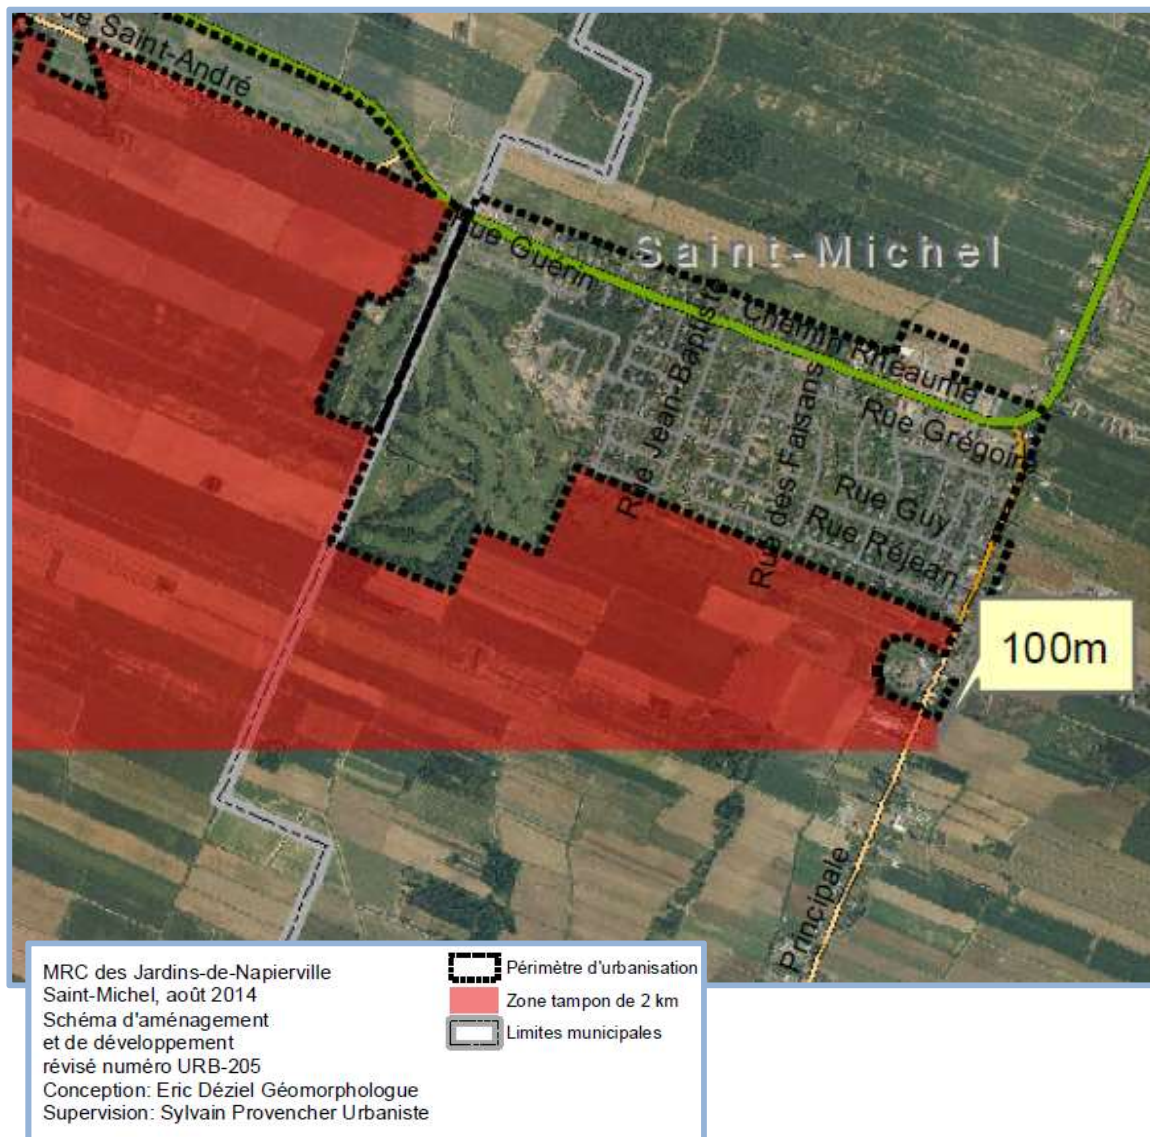 Rue Saint-André
Rue Guérin
Saint-Michel
Chemin Rhéaume
Rue Jean-Baptiste
Rue des Faisans
Rue Grégoire
Rue Guy
Rue Réjean
100m
Principale
MRC des Jardins-de-Napierville
Saint-Michel, août 2014
Schéma d'aménagement
et de développement
révisé numéro URB-205
Conception: Eric Déziel Géomorphologue
Supervision: Sylvain Provencher Urbaniste
Périmètre d'urbanisation
Zone tampon de 2 km
Limites municipales